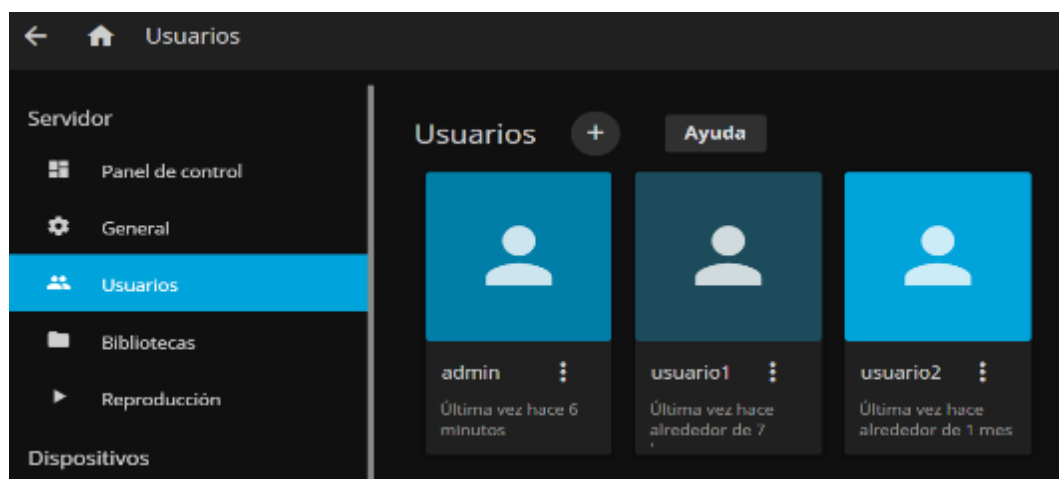 Usuarios
Servidor
Panel de control
General
Usuarios
Bibliotecas
Reproducción
Dispositivos
Usuarios + Ayuda
admin
Última vez hace 6
minutos
usuario1
Última vez hace
alrededor de 7
usuario2
Última vez hace
alrededor de 1 mes